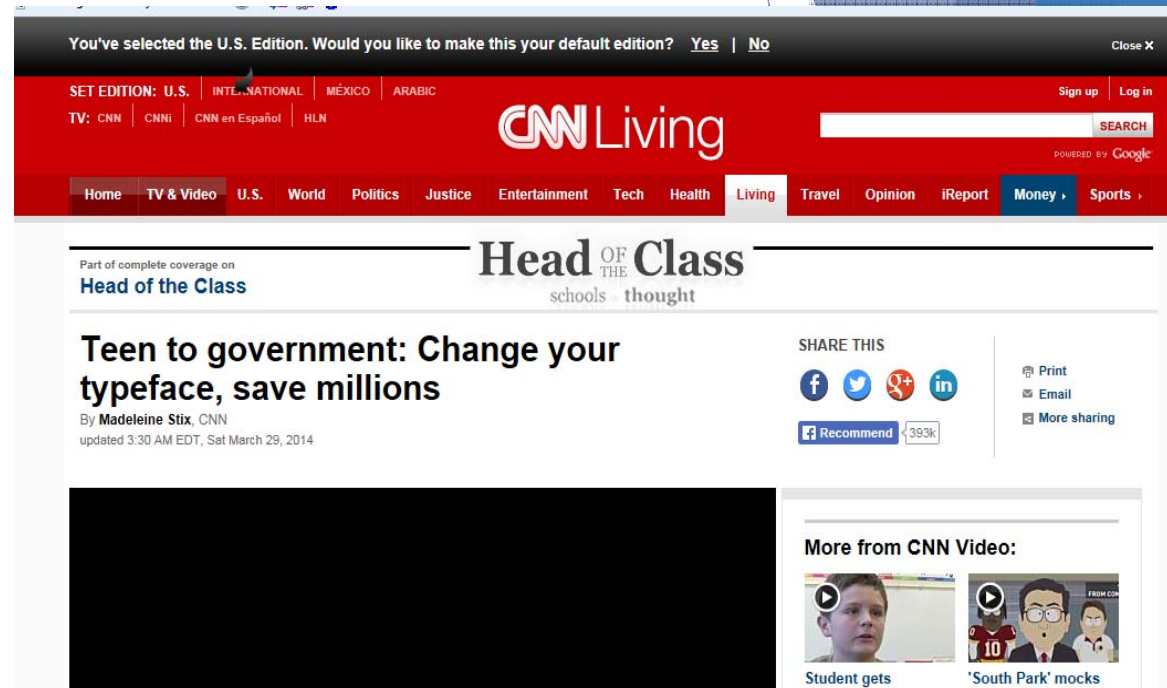 You've selected the U.S. Edition. Would you like to make this your default edition? Yes | No
Close X
SET EDITION: U.S. INTERNATIONAL MÉXICO ARABIC
Sign up Log in
TV: CNN CNNi CNN en Español HLN
CNN Living
SEARCH
POWERED BY Google
Home TV & Video U.S. World Politics Justice Entertainment Tech Health Living Travel Opinion iReport Money Sports
Part of complete coverage on
Head of the Class
Head OF THE Class
schools of thought
Teen to government: Change your
typeface, save millions
By Madeleine Stix, CNN
updated 3:30 AM EDT, Sat March 29, 2014
SHARE THIS
f g+ in
Recommend 393k
Print
Email
More sharing
More from CNN Video:
FROM COM
10
Student gets
'South Park' mocks